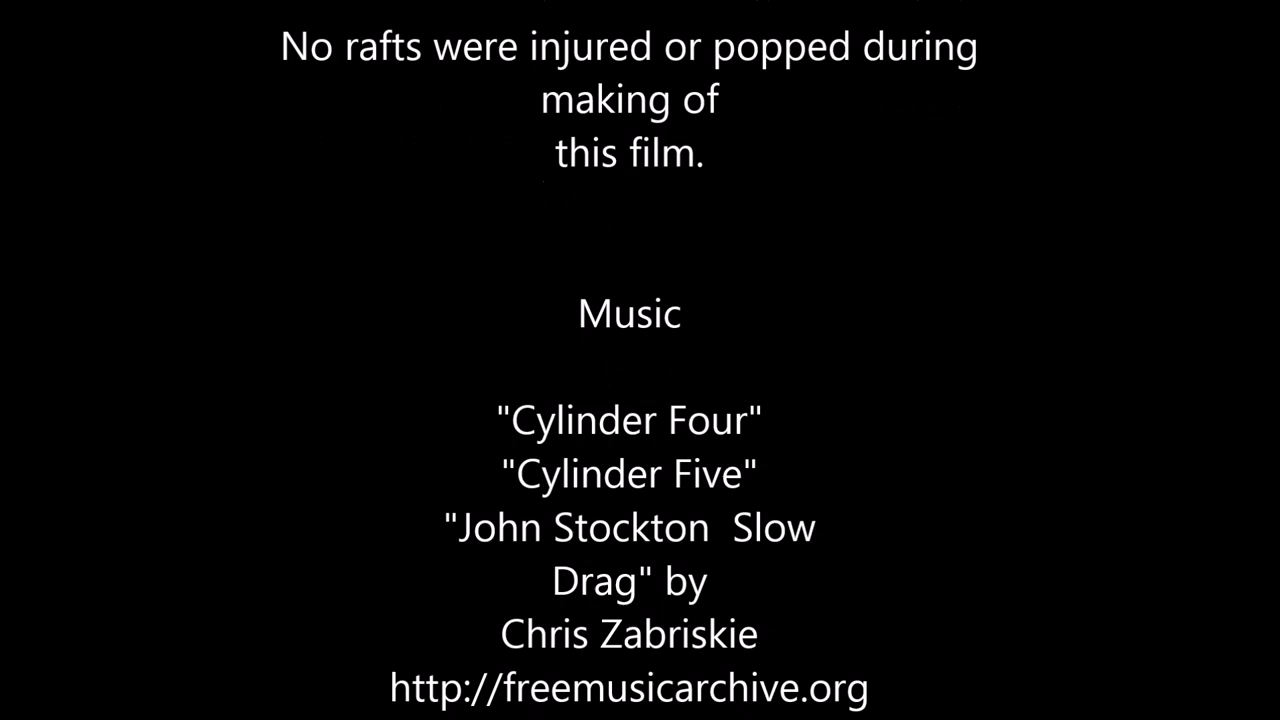 No rafts were injured or popped during
making of
this film.
Music
"Cylinder Four"
"Cylinder Five"
"John Stockton  Slow
Drag" by
Chris Zabriskie
http://freemusicarchive.org